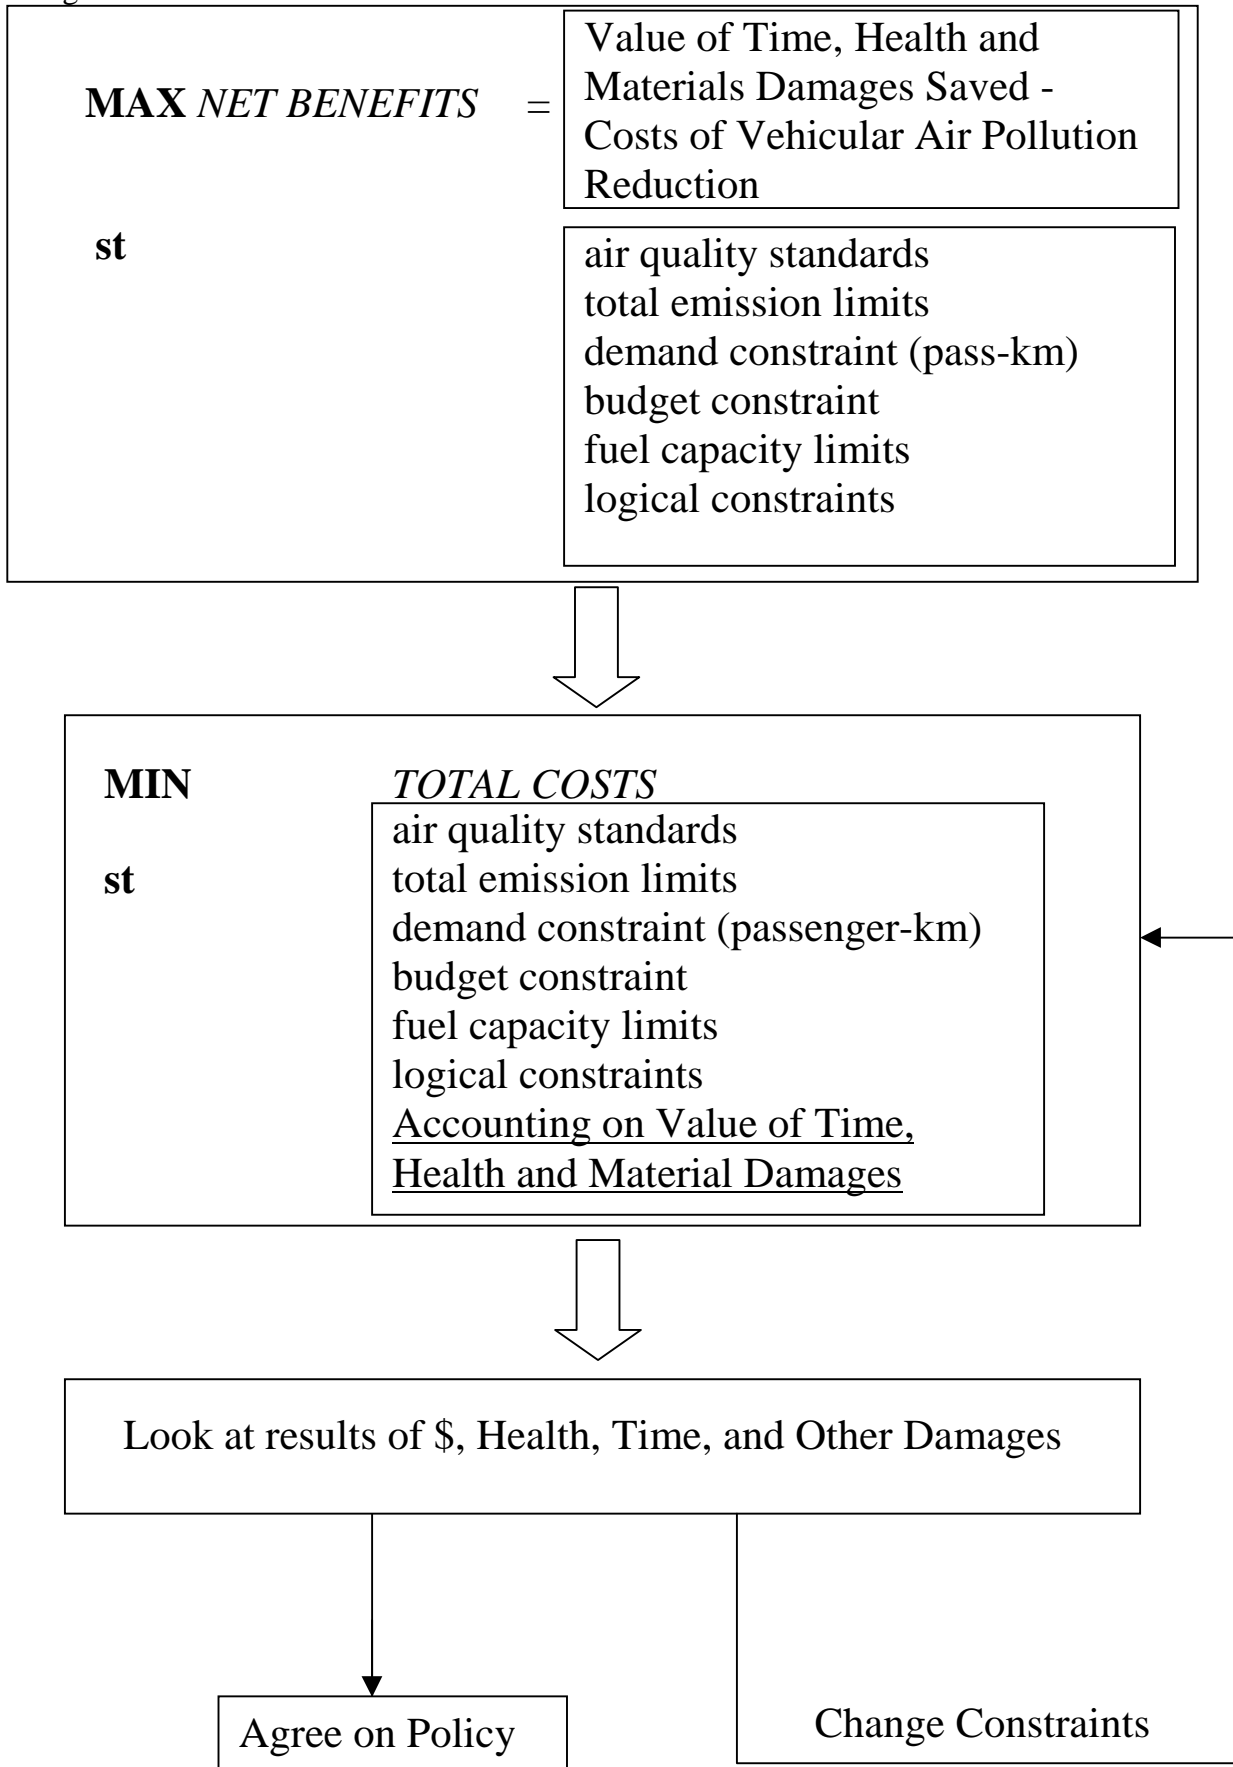 MAX NET BENEFITS =
Value of Time, Health and
Materials Damages Saved -
Costs of Vehicular Air Pollution
Reduction
st
air quality standards
total emission limits
demand constraint (pass-km)
budget constraint
fuel capacity limits
logical constraints
MIN TOTAL COSTS
st
air quality standards
total emission limits
demand constraint (passenger-km)
budget constraint
fuel capacity limits
logical constraints
Accounting on Value of Time,
Health and Material Damages
Look at results of $, Health, Time, and Other Damages
Agree on Policy
Change Constraints